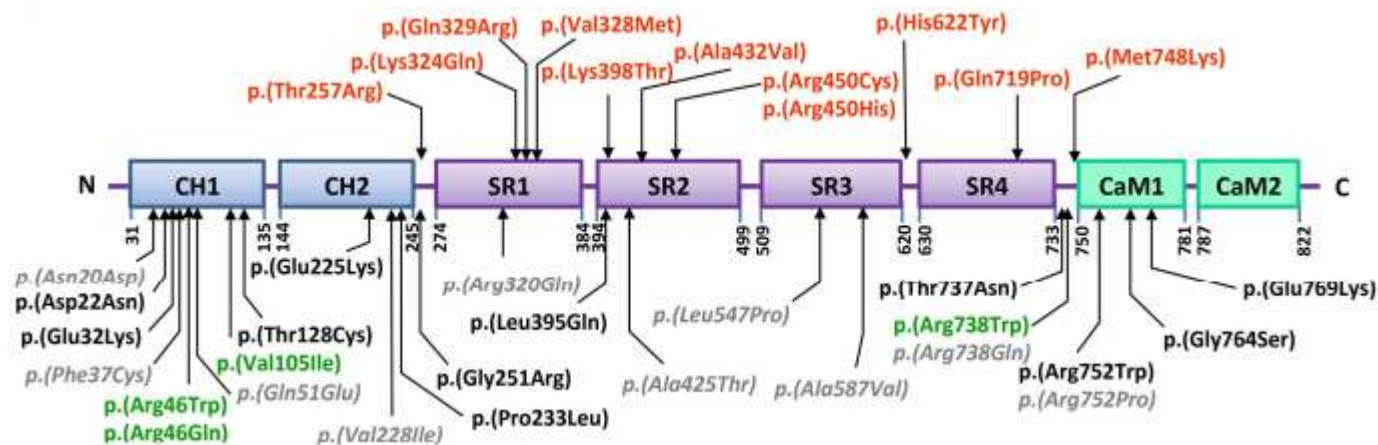 p.(Gln329Arg)
p.(Val328Met)
p.(His622Tyr)
p.(Lys324Gln)
p.(Lys398Thr)
p.(Ala432Val)
p.(Met748Lys)
p.(Thr257Arg)
p.(Arg450Cys)
p.(Gln719Pro)
p.(Arg450His)
N CH1 CH2 SR1 SR2 SR3 SR4 CaM1 CaM2 C
31 135 144 245 274 384 394 499 509 620 630 733 750 781 787 822
p.(Asn20Asp)
p.(Glu225Lys)
p.(Arg320Gln)
p.(Thr737Asn)
p.(Glu769Lys)
p.(Asp22Asn)
p.(Leu395Gln)
p.(Leu547Pro)
p.(Arg738Trp)
p.(Glu32Lys)
p.(Thr128Cys)
p.(Gly764Ser)
p.(Arg738Gln)
p.(Phe37Cys)
p.(Val105Ile)
p.(Gly251Arg)
p.(Ala425Thr)
p.(Ala587Val)
p.(Arg752Trp)
p.(Gln51Glu)
p.(Arg46Trp)
p.(Arg752Pro)
p.(Pro233Leu)
p.(Arg46Gln)
p.(Val228Ile)